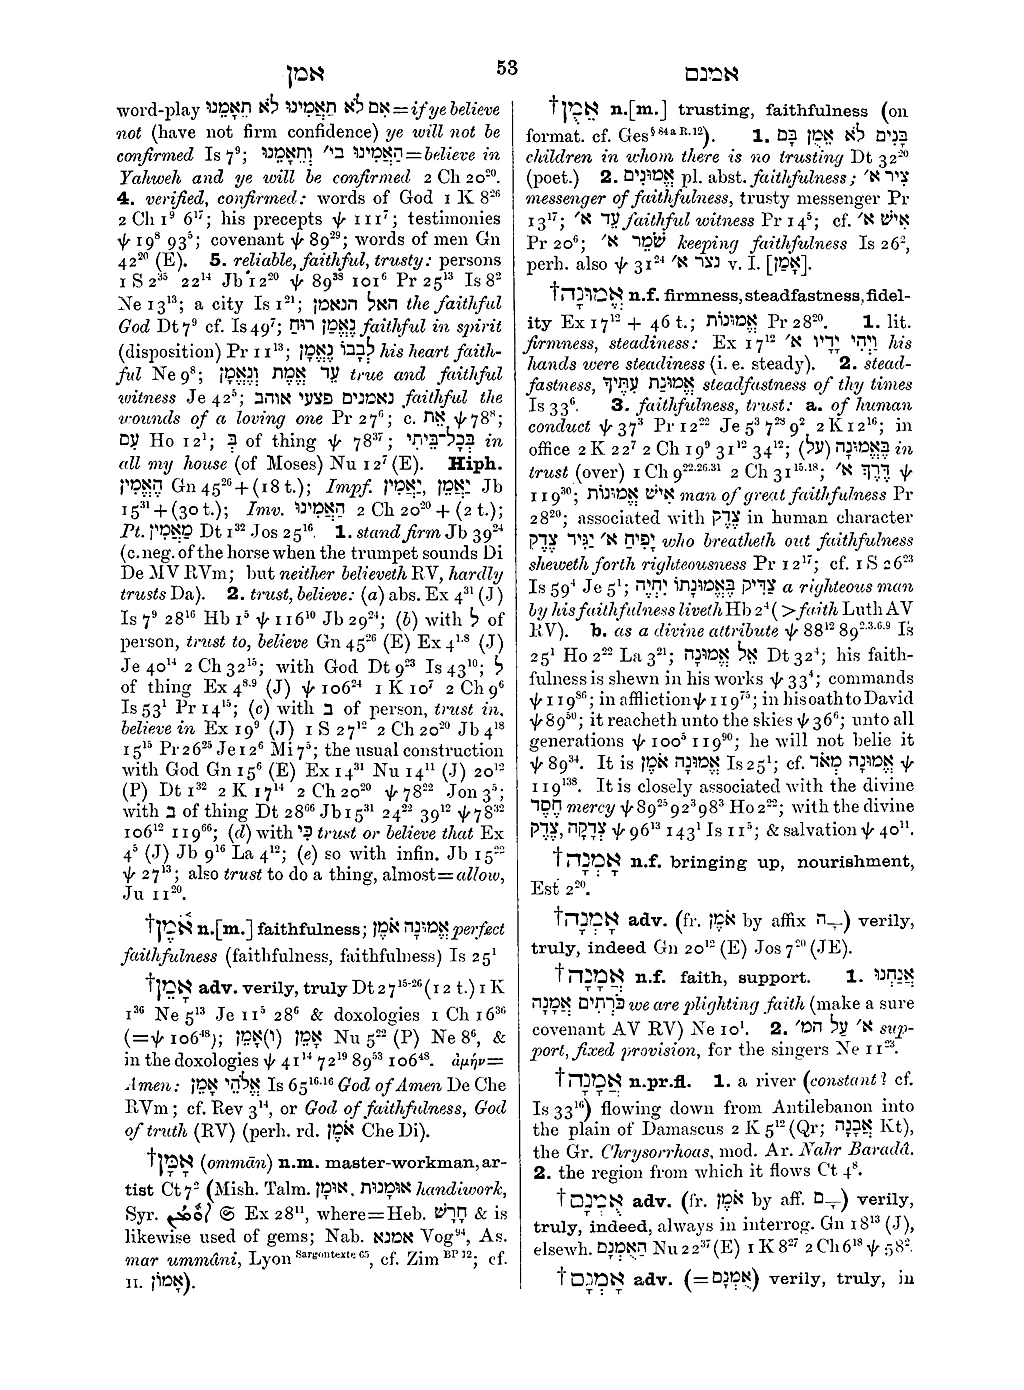 אמן
53
אמנם
word-play אִם לֹא תַאֲמִינוּ לֹא תֵאָמֵנוּ = if ye believe
not (have not firm confidence) ye will not be
confirmed Is 7⁹; הַאֲמִינוּ בי׳ וְתֵאָמֵנוּ = believe in
Yahweh and ye will be confirmed 2 Ch 20²⁰.
4. verified, confirmed: words of God 1 K 8²⁶
2 Ch 1⁹ 6¹⁷; his precepts ψ 111⁷; testimonies
ψ 19⁸ 93⁵; covenant ψ 89²⁹; words of men Gn
42²⁰ (E). 5. reliable, faithful, trusty: persons
1 S 2³⁵ 22¹⁴ Jb 12²⁰ ψ 89³⁸ 101⁶ Pr 25¹³ Is 8²
Ne 13¹³; a city Is 1²¹; האל הנאמן the faithful
God Dt 7⁹ cf. Is 49⁷; נֶאֱמַן רוּחַ faithful in spirit
(disposition) Pr 11¹³; לְבָבוֹ נֶאֱמָן his heart faith-
ful Ne 9⁸; עֵד אֱמֶת וְנֶאֱמָן true and faithful
witness Je 42⁵; נאמנים פצעי אוהב faithful the
wounds of a loving one Pr 27⁶; c. אֵת ψ 78⁸;
עִם Ho 12¹; בְּ of thing ψ 78³⁷; בְּכָל־בֵּיתִי in
all my house (of Moses) Nu 12⁷ (E). Hiph.
הֶאֱמִין Gn 45²⁶ + (18 t.); Impf. יַאֲמִין, יַאֲמֵן Jb
15³¹ + (30 t.); Imv. הַאֲמִינוּ 2 Ch 20²⁰ + (2 t.);
Pt. מַאֲמִין Dt 1³² Jos 25¹⁶. 1. stand firm Jb 39²⁴
(c. neg. of the horse when the trumpet sounds Di
De MV RVm; but neither believeth RV, hardly
trusts Da). 2. trust, believe: (a) abs. Ex 4³¹ (J)
Is 7⁹ 28¹⁶ Hb 1⁵ ψ 116¹⁰ Jb 29²⁴; (b) with לְ of
person, trust to, believe Gn 45²⁶ (E) Ex 4¹·⁸ (J)
Je 40¹⁴ 2 Ch 32¹⁵; with God Dt 9²³ Is 43¹⁰; לְ
of thing Ex 4⁸·⁹ (J) ψ 106²⁴ 1 K 10⁷ 2 Ch 9⁶
Is 53¹ Pr 14¹⁵; (c) with ב of person, trust in,
believe in Ex 19⁹ (J) 1 S 27¹² 2 Ch 20²⁰ Jb 4¹⁸
15¹⁵ Pr 26²⁵ Je 12⁶ Mi 7⁵; the usual construction
with God Gn 15⁶ (E) Ex 14³¹ Nu 14¹¹ (J) 20¹²
(P) Dt 1³² 2 K 17¹⁴ 2 Ch 20²⁰ ψ 78²² Jon 3⁵;
with ב of thing Dt 28⁶⁶ Jb 15³¹ 24²² 39¹² ψ 78³²
106¹² 119⁶⁶; (d) with כִּי trust or believe that Ex
4⁵ (J) Jb 9¹⁶ La 4¹²; (e) so with infin. Jb 15²²
ψ 27¹³; also trust to do a thing, almost = allow,
Ju 11²⁰.
†אֹ֫מֶן n.[m.] faithfulness; אֱמוּנָה אֹמֶן perfect
faithfulness (faithfulness, faithfulness) Is 25¹
†אָמֵן adv. verily, truly Dt 27¹⁵⁻²⁶ (12 t.) 1 K
1³⁶ Ne 5¹³ Je 11⁵ 28⁶ & doxologies 1 Ch 16³⁶
(= ψ 106⁴⁸); אָמֵן (וְ)אָמֵן Nu 5²² (P) Ne 8⁶, &
in the doxologies ψ 41¹⁴ 72¹⁹ 89⁵³ 106⁴⁸. ἀμήν =
Amen: אֱלֹהֵי אָמֵן Is 65¹⁶·¹⁶ God of Amen De Che
RVm; cf. Rev 3¹⁴, or God of faithfulness, God
of truth (RV) (perh. rd. אֹמֶן Che Di).
†אָמָּן (ommān) n.m. master-workman, ar-
tist Ct 7² (Mish. Talm. אוּמָן, אוּמָנוּת handiwork,
Syr. 𝔖 Ex 28¹¹, where = Heb. חָרָשׁ & is
likewise used of gems; Nab. אמנא Vog⁹⁴, As.
mar ummâni, Lyon Sargontexte 65, cf. Zim BP 12; cf.
II. אָמוֹן).
†אֵמֻן n.[m.] trusting, faithfulness (on
format. cf. Ges § 84a R. 12). 1. בָּנִים לֹא אֵמֻן בָּם
children in whom there is no trusting Dt 32²⁰
(poet.) 2. אֱמוּנִים pl. abst. faithfulness; צִיר א׳
messenger of faithfulness, trusty messenger Pr
13¹⁷; עֵד א׳ faithful witness Pr 14⁵; cf. אִישׁ א׳
Pr 20⁶; שֹׁמֵר א׳ keeping faithfulness Is 26²,
perh. also ψ 31²⁴ נצר א׳ v. I. [אָמֵן].
†אֱמוּנָה n.f. firmness, steadfastness, fidel-
ity Ex 17¹² + 46 t.; אֱמוּנוֹת Pr 28²⁰. 1. lit.
firmness, steadiness: Ex 17¹² וַיְהִי יָדָיו א׳ his
hands were steadiness (i. e. steady). 2. stead-
fastness, אֱמוּנַת עִתֶּיךָ steadfastness of thy times
Is 33⁶. 3. faithfulness, trust: a. of human
conduct ψ 37³ Pr 12²² Je 5³ 7²⁸ 9² 2 K 12¹⁶; in
office 2 K 22⁷ 2 Ch 19⁹ 31¹² 34¹²; בֶּאֱמוּנָה (עַל) in
trust (over) 1 Ch 9²²·²⁶·³¹ 2 Ch 31¹⁵·¹⁸; דֶּרֶךְ א׳ ψ
119³⁰; אִישׁ אֱמוּנוֹת man of great faithfulness Pr
28²⁰; associated with צֶדֶק in human character
יָפִיחַ א׳ יַגִּיד צֶדֶק who breatheth out faithfulness
sheweth forth righteousness Pr 12¹⁷; cf. 1 S 26²³
Is 59⁴ Je 5¹; צַדִּיק בֶּאֱמוּנָתוֹ יִחְיֶה a righteous man
by his faithfulness liveth Hb 2⁴ (> faith Luth AV
RV). b. as a divine attribute ψ 88¹² 89²·³·⁶·⁹ Is
25¹ Ho 2²² La 3²¹; אֵל אֱמוּנָה Dt 32⁴; his faith-
fulness is shewn in his works ψ 33⁴; commands
ψ 119⁸⁶; in affliction ψ 119⁷⁵; in his oath to David
ψ 89⁵⁰; it reacheth unto the skies ψ 36⁶; unto all
generations ψ 100⁵ 119⁹⁰; he will not belie it
ψ 89³⁴. It is אֱמוּנָה אֹמֶן Is 25¹; cf. אֱמוּנָה מְאֹד ψ
119¹³⁸. It is closely associated with the divine
חֶסֶד mercy ψ 89²⁵ 92³ 98³ Ho 2²²; with the divine
צְדָקָה, צֶדֶק ψ 96¹³ 143¹ Is 11⁵; & salvation ψ 40¹¹.
†אָמְנָה n.f. bringing up, nourishment,
Est 2²⁰.
†אָמְנָה adv. (fr. אֹמֶן by affix ־ָה) verily,
truly, indeed Gn 20¹² (E) Jos 7²⁰ (JE).
†אֲמָנָה n.f. faith, support. 1. אֲנַחְנוּ
כֹּרְתִים אֲמָנָה we are plighting faith (make a sure
covenant AV RV) Ne 10¹. 2. א׳ עַל המ׳ sup-
port, fixed provision, for the singers Ne 11²³.
†אֲמָנָה n.pr.fl. 1. a river (constant? cf.
Is 33¹⁶) flowing down from Antilebanon into
the plain of Damascus 2 K 5¹² (Qr; אֲבָנָה Kt),
the Gr. Chrysorrhoas, mod. Ar. Nahr Baradâ.
2. the region from which it flows Ct 4⁸.
†אֻמְנָם adv. (fr. אֹמֶן by aff. ־ָם) verily,
truly, indeed, always in interrog. Gn 18¹³ (J),
elsewh. הַאֻמְנָם Nu 22³⁷ (E) 1 K 8²⁷ 2 Ch 6¹⁸ ψ 58².
†אָמְנָם adv. (= אֻמְנָם) verily, truly, in